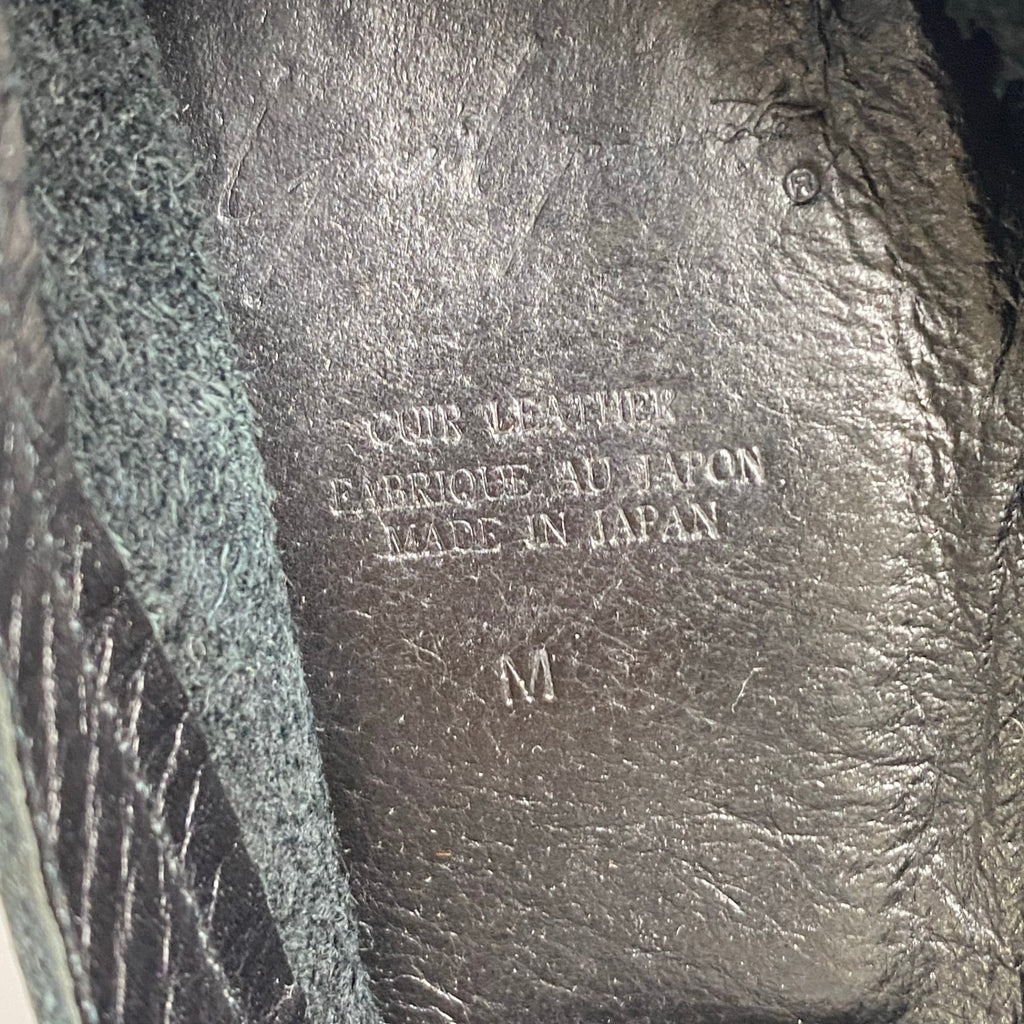 ®
CUIR LEATHER
FABRIQUE AU JAPON
MADE IN JAPAN
M